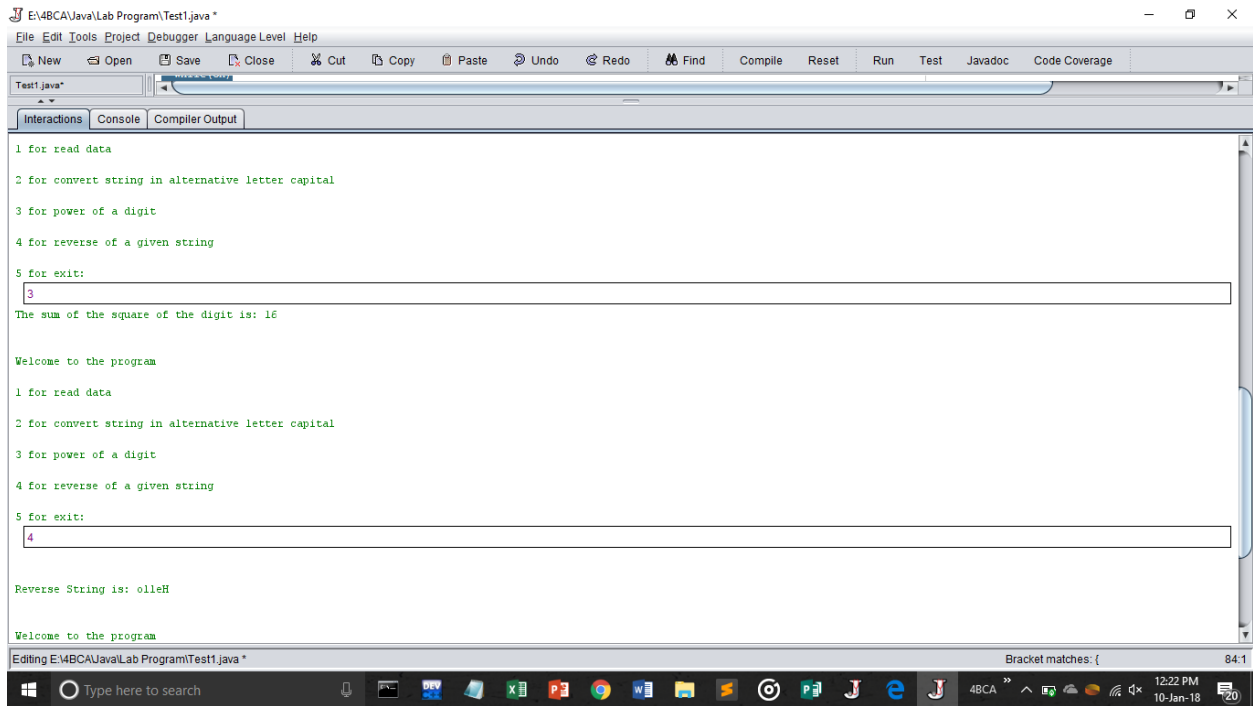 E:\4BCA\Java\Lab Program\Test1.java *
File Edit Tools Project Debugger Language Level Help
New Open Save Close Cut Copy Paste Undo Redo Find Compile Reset Run Test Javadoc Code Coverage
Test1.java*
Interactions Console Compiler Output
1 for read data
2 for convert string in alternative letter capital
3 for power of a digit
4 for reverse of a given string
5 for exit:
3
The sum of the square of the digit is: 16
Welcome to the program
1 for read data
2 for convert string in alternative letter capital
3 for power of a digit
4 for reverse of a given string
5 for exit:
4
Reverse String is: olleH
Welcome to the program
Editing E:\4BCA\Java\Lab Program\Test1.java * Bracket matches: { 84:1
Type here to search DEV 4BCA 12:22 PM
10-Jan-18 20